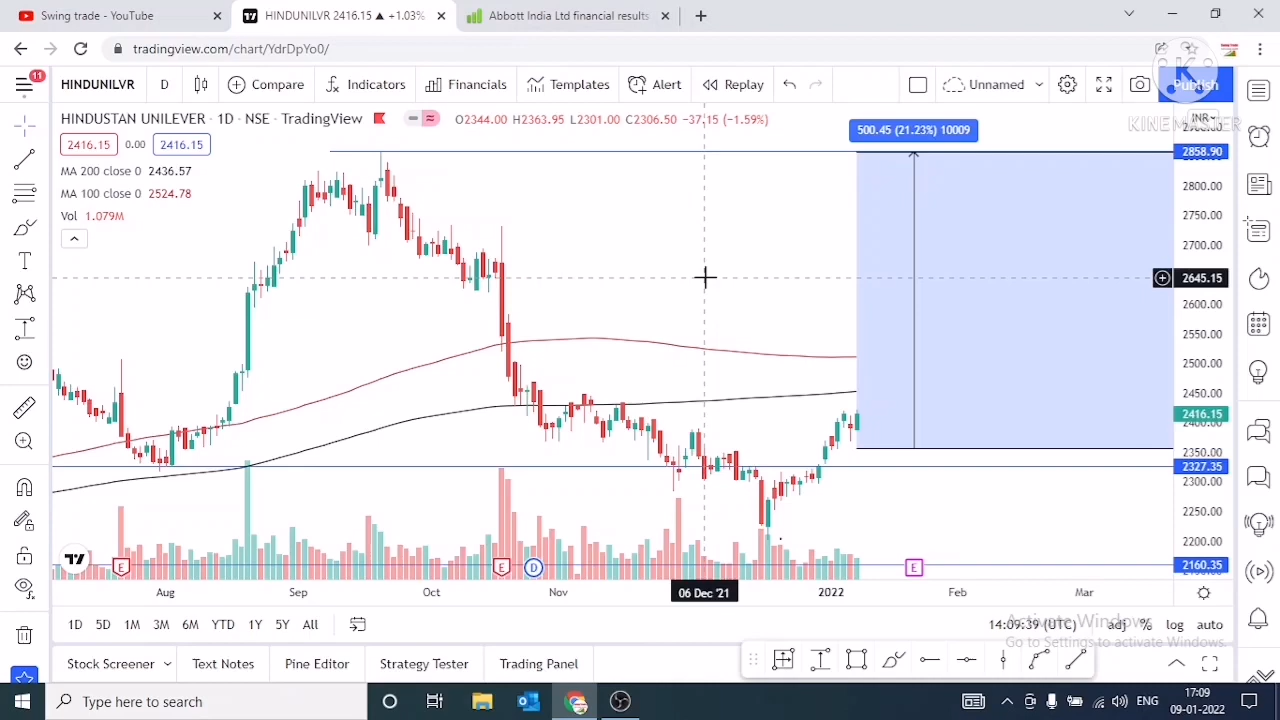 Swing trade - YouTube
HINDUNILVR 2416.15 ▲ +1.03%
Abbott India Ltd financial results
tradingview.com/chart/YdrDpYo0/
11
HINDUNILVR D Compare Indicators Financials Templates Alert Replay Unnamed Publish
HINDUSTAN UNILEVER · 1D · NSE · TradingView O2344.00 H2363.95 L2301.00 C2306.50 −37.15 (−1.59%)
INR
KINEMASTER
K
2416.15 0.00 2416.15
500.45 (21.23%) 10009
MA 200 close 0 2436.57
MA 100 close 0 2524.78
Vol 1.079M
2858.90
2800.00
2750.00
2700.00
2645.15
2600.00
2550.00
2500.00
2450.00
2416.15
2400.00
2350.00
2327.35
2300.00
2250.00
2200.00
2160.35
E E D E
Aug Sep Oct Nov 06 Dec '21 2022 Feb Mar
1D 5D 1M 3M 6M YTD 1Y 5Y All
14:09:39 (UTC) adj % log auto
Activate Windows
Go to Settings to activate Windows.
Stock Screener Text Notes Pine Editor Strategy Tester Trading Panel
Type here to search
ENG
17:09
09-01-2022